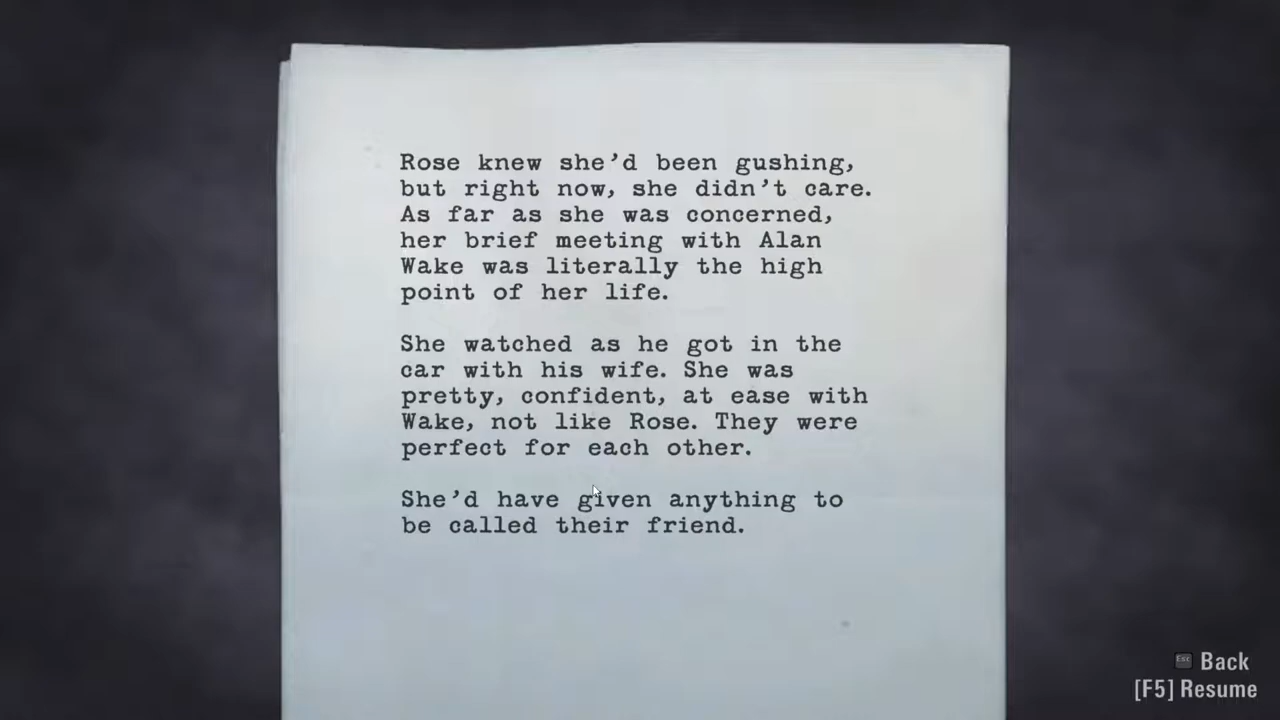 Rose knew she’d been gushing,
but right now, she didn’t care.
As far as she was concerned,
her brief meeting with Alan
Wake was literally the high
point of her life.
She watched as he got in the
car with his wife. She was
pretty, confident, at ease with
Wake, not like Rose. They were
perfect for each other.
She’d have given anything to
be called their friend.
Esc Back
[F5] Resume